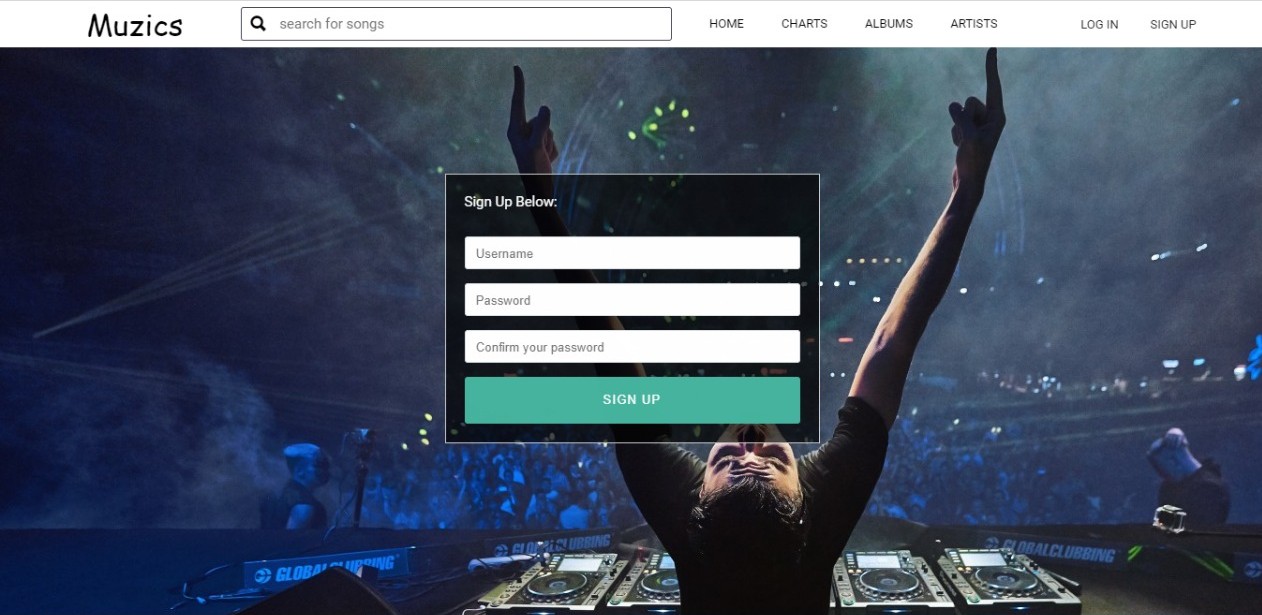 Muzics
search for songs
HOME
CHARTS
ALBUMS
ARTISTS
LOG IN
SIGN UP
Sign Up Below:
Username
Password
Confirm your password
SIGN UP
GLOBALCLUBBING
GLOBALCLUBBING
GLOBALCLUBBING